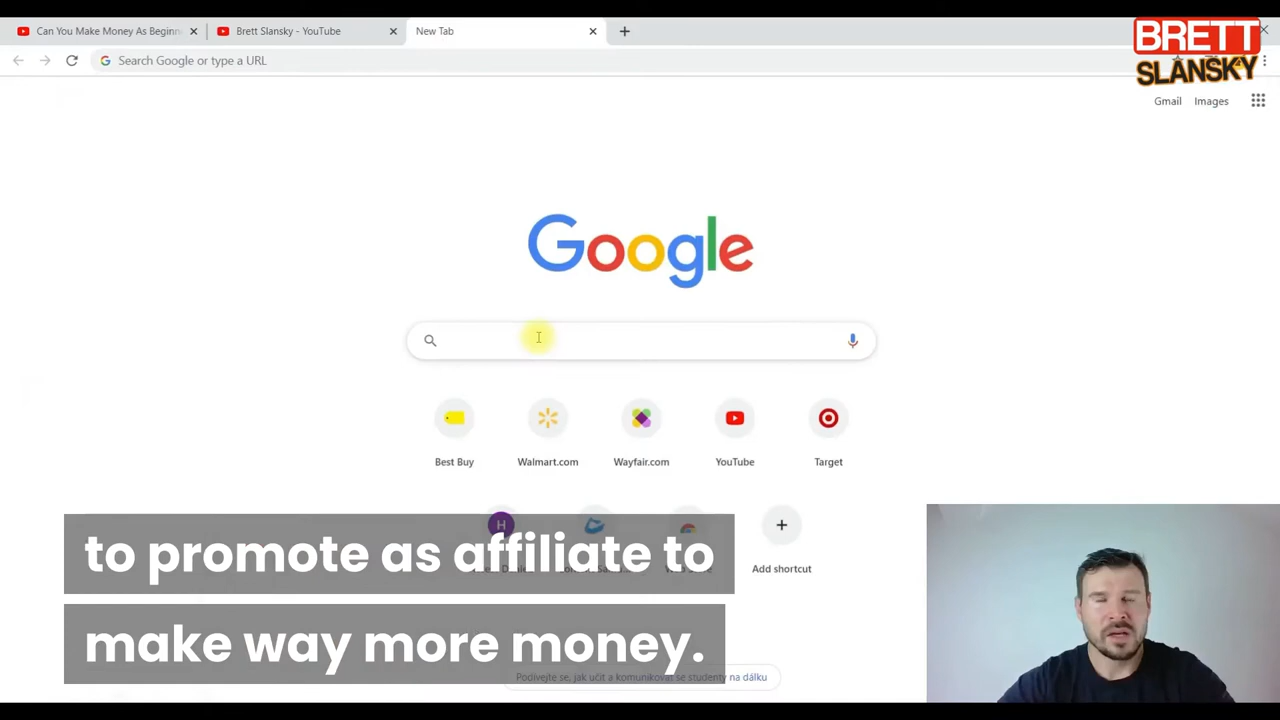 Can You Make Money As Beginn
Brett Slansky - YouTube
New Tab
BRETT
SLANSKY
Search Google or type a URL
Gmail
Images
Google
Best Buy
Walmart.com
Wayfair.com
YouTube
Target
H
to promote as affiliate to
Add shortcut
make way more money.
Podívejte se, jak učit a komunikovat se studenty na dálku